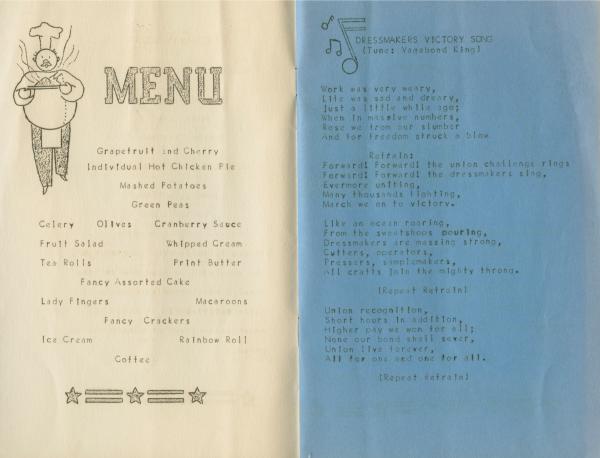 MENU
Grapefruit and Cherry
Individual Hot Chicken Pie
Mashed Potatoes
Green Peas
Celery Olives Cranberry Sauce
Fruit Salad Whipped Cream
Tea Rolls Print Butter
Fancy Assorted Cake
Lady Fingers Macaroons
Fancy Crackers
Ice Cream Rainbow Roll
Coffee
DRESSMAKERS VICTORY SONG
(Tune: Vagabond King)
Work was very weary,
Life was sad and dreary,
Just a little while ago;
When in massive numbers,
Rose we from our slumber
And for freedom struck a blow.
Refrain:
Forward! Forward! the union challenge rings
Forward! Forward! the dressmakers sing,
Evermore uniting,
Many thousands fighting,
March we on to victory.
Like an ocean roaring,
From the sweatshops pouring,
Dressmakers are massing strong,
Cutters, operators,
Pressers, samplemakers,
All crafts join the mighty throng.
(Repeat Refrain)
Union recognition,
Short hours in addition,
Higher pay we won for all;
None our bond shall sever,
Union live forever,
All for one and one for all.
(Repeat Refrain)